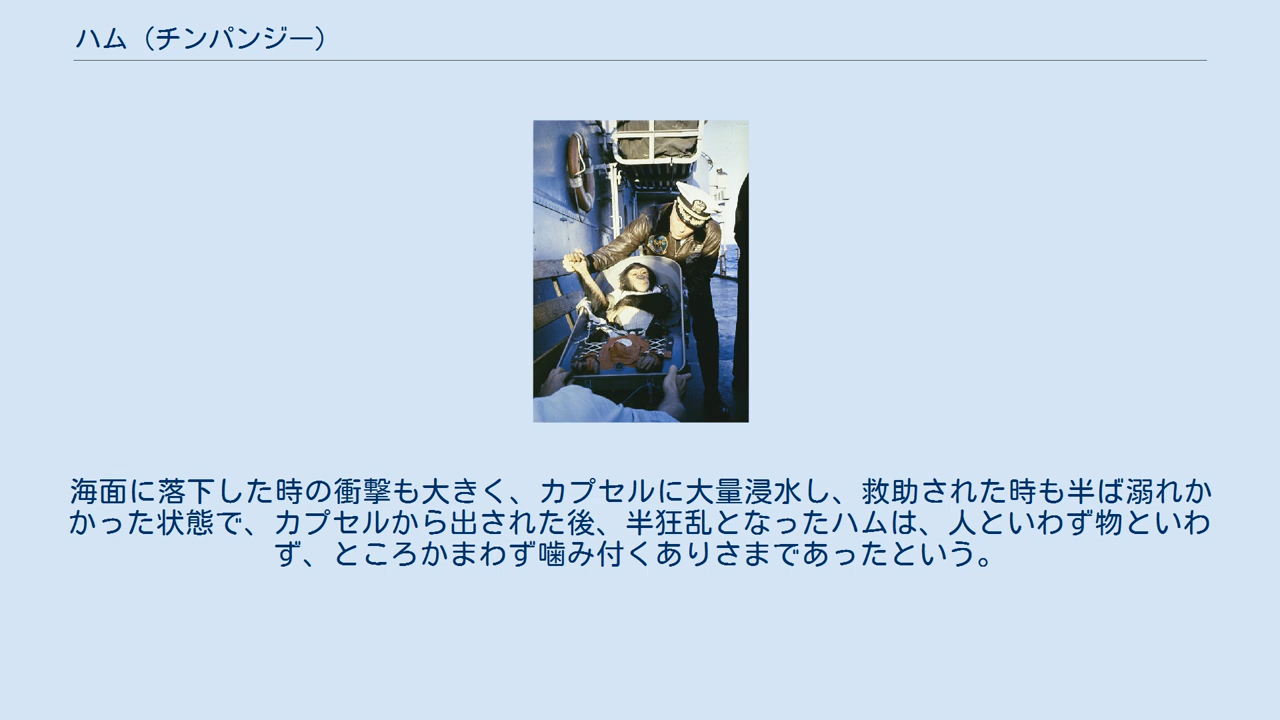 ハム（チンパンジー）
海面に落下した時の衝撃も大きく、カプセルに大量浸水し、救助された時も半ば溺れか
かった状態で、カプセルから出された後、半狂乱となったハムは、人といわず物といわ
ず、ところかまわず噛み付くありさまであったという。